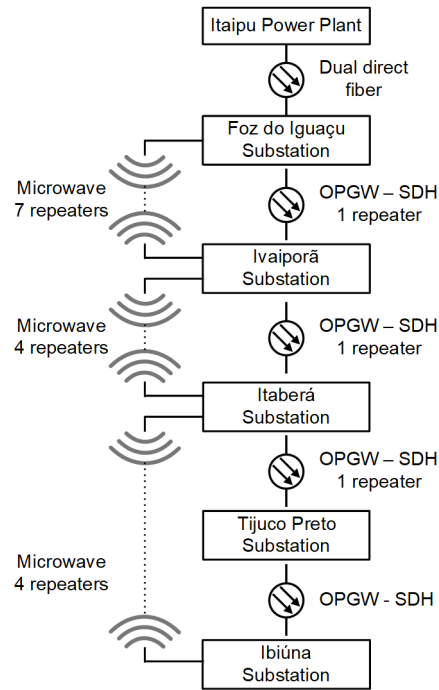 Itaipu Power Plant
Dual direct
fiber
Foz do Iguaçu
Substation
Microwave
7 repeaters
OPGW – SDH
1 repeater
Ivaiporã
Substation
Microwave
4 repeaters
OPGW – SDH
1 repeater
Itaberá
Substation
OPGW – SDH
1 repeater
Tijuco Preto
Substation
Microwave
4 repeaters
OPGW - SDH
Ibiúna
Substation